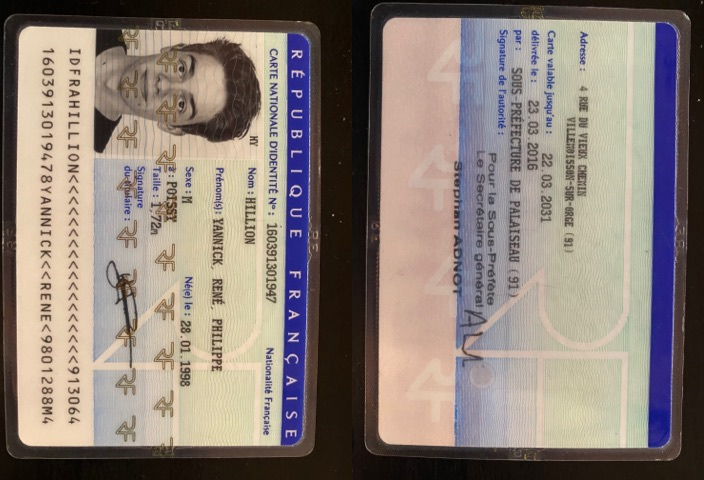 RÉPUBLIQUE FRANÇAISE
CARTE NATIONALE D'IDENTITÉ Nº : 160391301947
Nationalité Française
Nom : HILLION
HY
Prénom(s): YANNICK, RENÉ, PHILIPPE
Sexe : M
Né(e) le : 28.01.1998
à : POISSY
Taille : 1,72m
Signature
du titulaire :
IDFRAHILLION<<<<<<<<<<<<<<<<<<913064
1603913019478YANNICK<<RENE<9801288M4
Adresse :
4 RUE DU VIEUX CHEMIN
VILLEMOISSON-SUR-ORGE (91)
Carte valable jusqu'au : 22.03.2031
délivrée le : 23.03.2016
par : SOUS-PRÉFECTURE DE PALAISEAU (91)
Signature de l'autorité :
Pour la Sous-Préfète
Le Secrétaire général
Stephan ADNOT